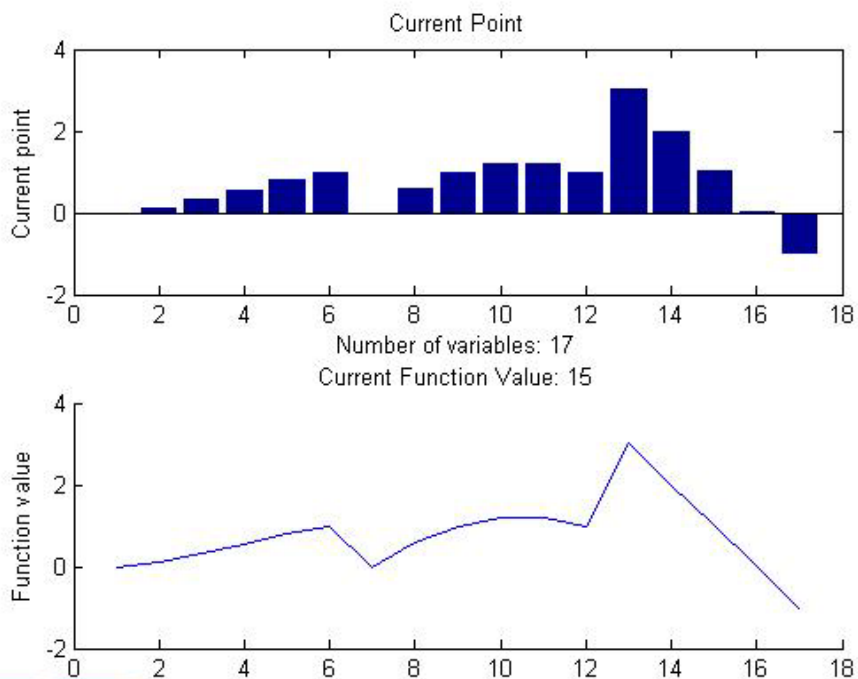 Current Point
4
2
0
-2
Current point
0 2 4 6 8 10 12 14 16 18
Number of variables: 17
Current Function Value: 15
4
2
0
-2
Function value
0 2 4 6 8 10 12 14 16 18